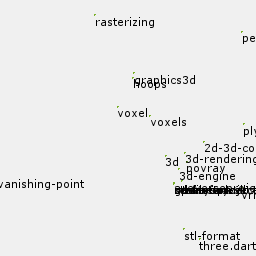 rasterizing
pe
graphics3d
hoops
voxel
voxels
ply
2d-3d-co
3d-rendering
3d
povray
3d-engine
vanishing-point
stl-format
three.dart